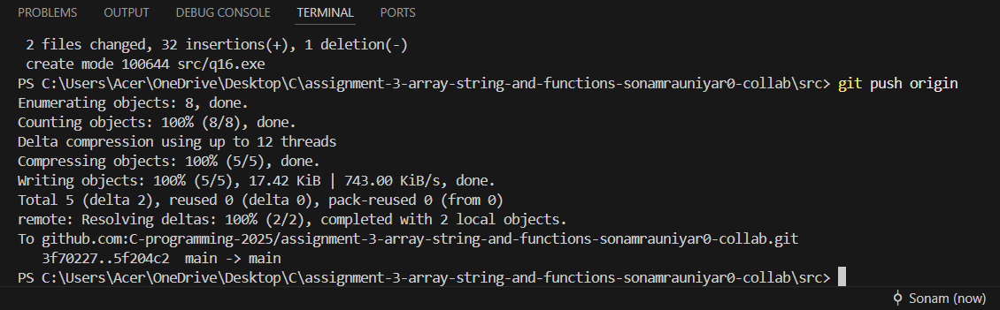 PROBLEMS OUTPUT DEBUG CONSOLE TERMINAL PORTS
2 files changed, 32 insertions(+), 1 deletion(-)
create mode 100644 src/q16.exe
PS C:\Users\Acer\OneDrive\Desktop\C\assignment-3-array-string-and-functions-sonamrauniyar0-collab\src> git push origin
Enumerating objects: 8, done.
Counting objects: 100% (8/8), done.
Delta compression using up to 12 threads
Compressing objects: 100% (5/5), done.
Writing objects: 100% (5/5), 17.42 KiB | 743.00 KiB/s, done.
Total 5 (delta 2), reused 0 (delta 0), pack-reused 0 (from 0)
remote: Resolving deltas: 100% (2/2), completed with 2 local objects.
To github.com:C-programming-2025/assignment-3-array-string-and-functions-sonamrauniyar0-collab.git
3f70227..5f204c2  main -> main
PS C:\Users\Acer\OneDrive\Desktop\C\assignment-3-array-string-and-functions-sonamrauniyar0-collab\src>
Sonam (now)